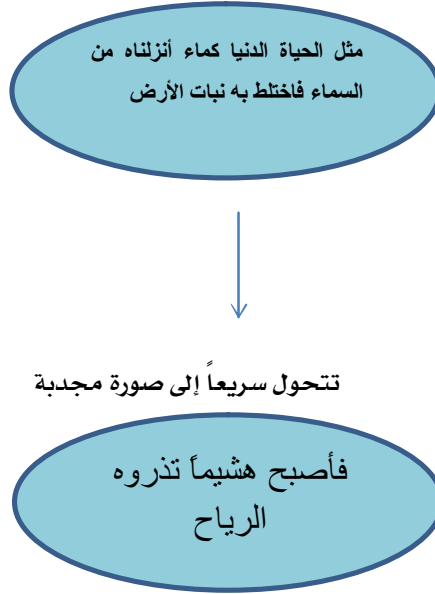 مثل الحياة الدنيا كماء أنزلناه من
السماء فاختلط به نبات الأرض
تتحول سريعاً إلى صورة مجدبة
فأصبح هشيماً تذروه
الرياح